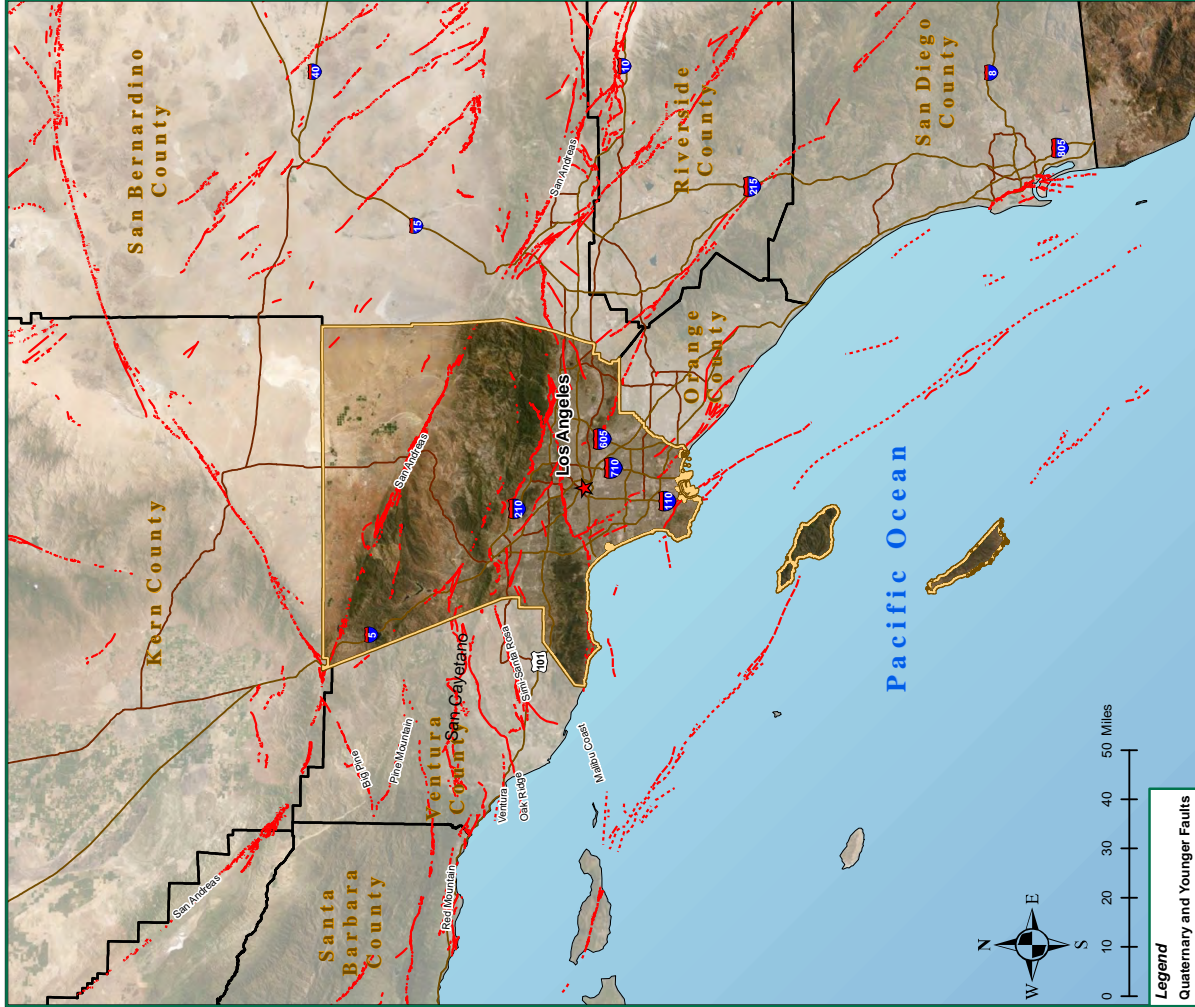 San Bernardino
County
40
15
10
Riverside
County
215
San Diego
County
8
805
San Andreas
Kern County
San Andreas
Los Angeles
605
710
210
110
5
Orange
County
Ventura
County
San Cayetano
Simi-Santa Rosa
101
Big Pine
Pine Mountain
Ventura
Oak Ridge
Malibu Coast
Red Mountain
San Andreas
Santa
Barbara
County
Pacific Ocean
N
W
E
S
0 10 20 30 40 50 Miles
Legend
Quaternary and Younger Faults